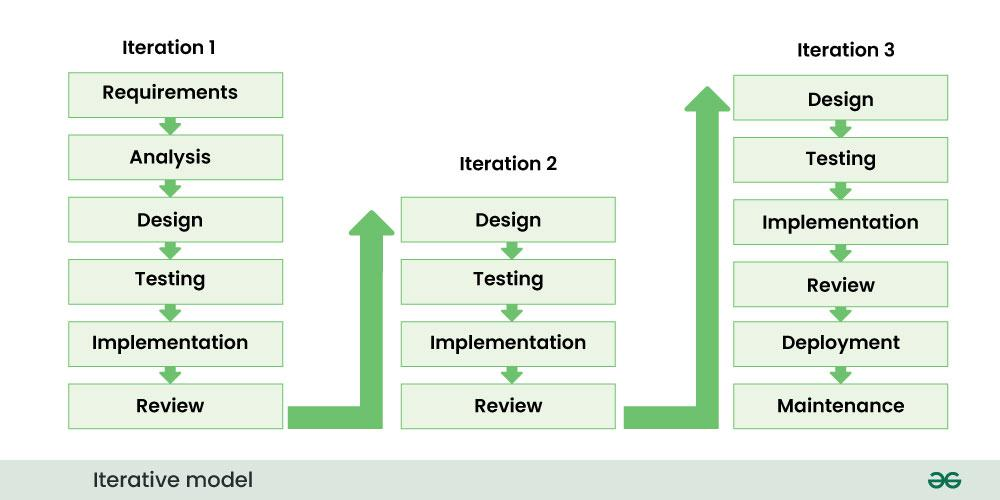 Iteration 1
Requirements
Analysis
Design
Testing
Implementation
Review
Iteration 2
Design
Testing
Implementation
Review
Iteration 3
Design
Testing
Implementation
Review
Deployment
Maintenance
Iterative model